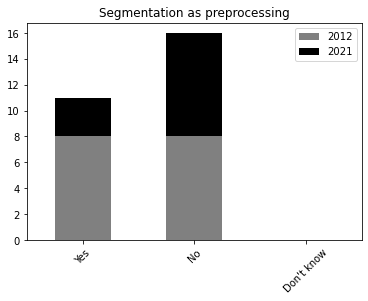 Segmentation as preprocessing
2012
2021
16
14
12
10
8
6
4
2
0
Yes
No
Don't know